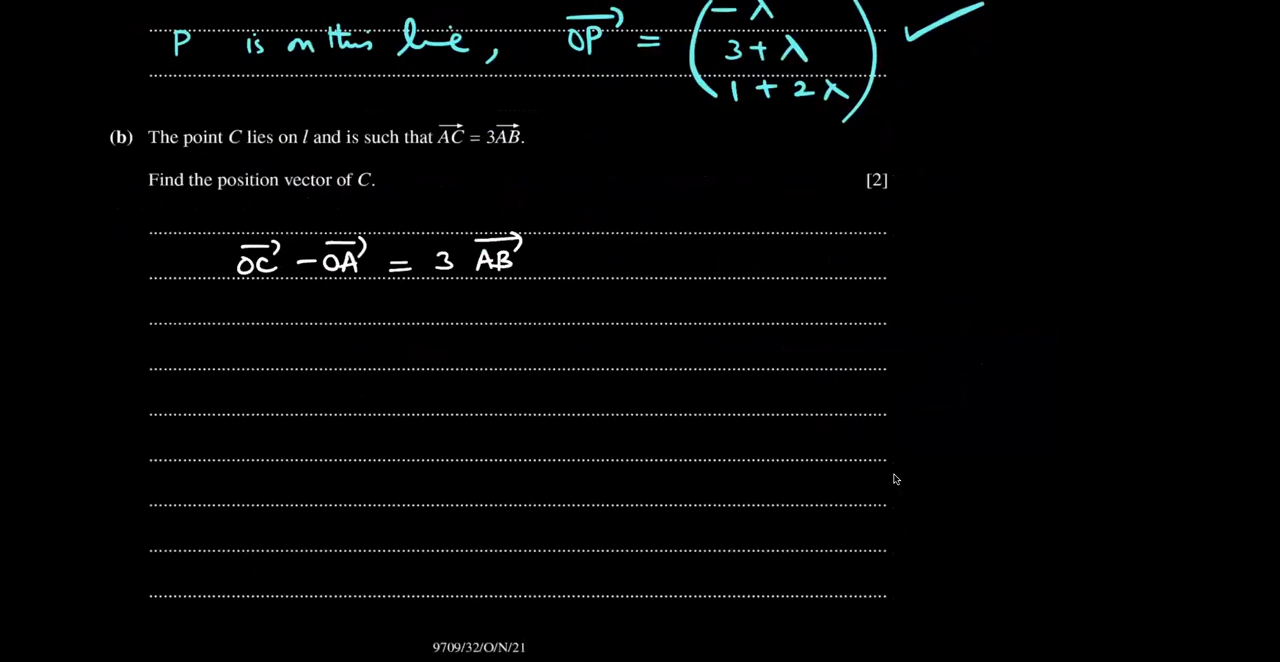 − λ
P is on this line, OP⃗ = 3 + λ
1 + 2λ
(b) The point C lies on l and is such that AC⃗ = 3AB⃗.
Find the position vector of C. [2]
OC⃗ − OA⃗ = 3 AB⃗
9709/32/O/N/21